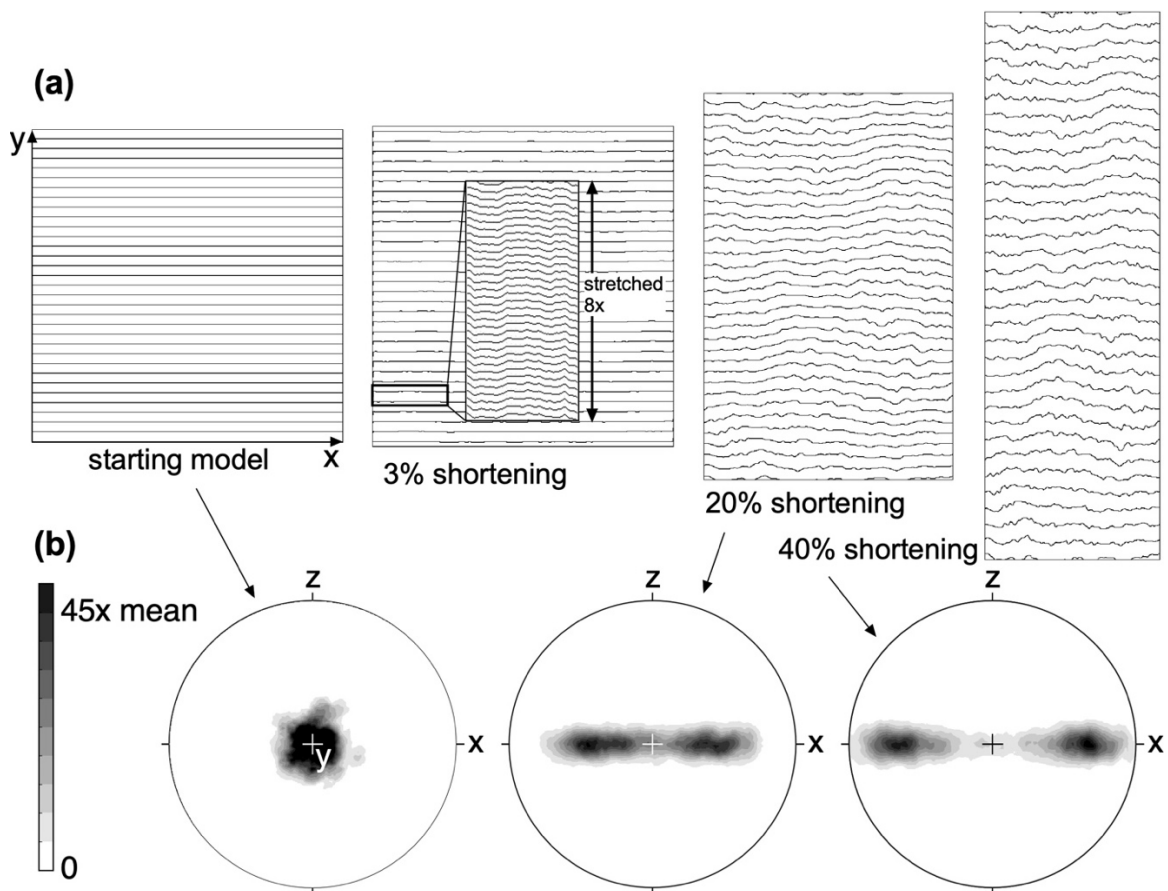 (a)
y
x
starting model
stretched
8x
3% shortening
20% shortening
40% shortening
(b)
45x mean
0
z
x
y
z
x
z
x